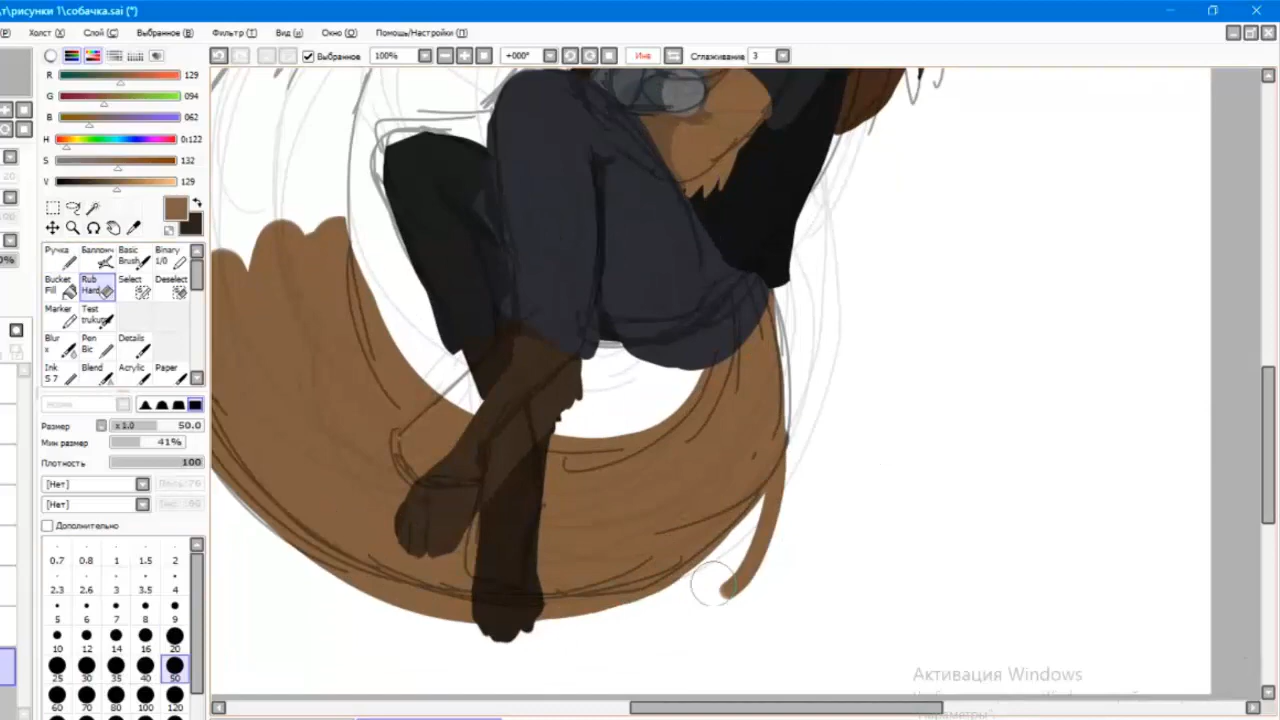 т\рисунки 1\собачка.sai (*)
(Р) Холст (X) Слой (С) Выбранное (В) Фильтр (T) Вид (и) Окно (О) Помощь/Настройки (П)
Выбранное 100% +000° Инв Сглаживание 3
R 129
G 094
B 062
H 0:122
S 132
V 129
Ручка Баллонч Basic Brush Binary 1/0
Bucket Fill Rub Hard Select Deselect
Marker Test trukuta
Blur x Pen Bic Details
Ink 5 7 Blend Acrylic Paper
Размер x 1.0 50.0
Мин размер 41%
Плотность 100
[Нет]
[Нет]
Дополнительно
0.7 0.8 1 1.5 2
2.3 2.6 3 3.5 4
5 6 7 8 9
10 12 14 16 20
25 30 35 40 50
60 70 80 100 120
Активация Windows
"Параметры".